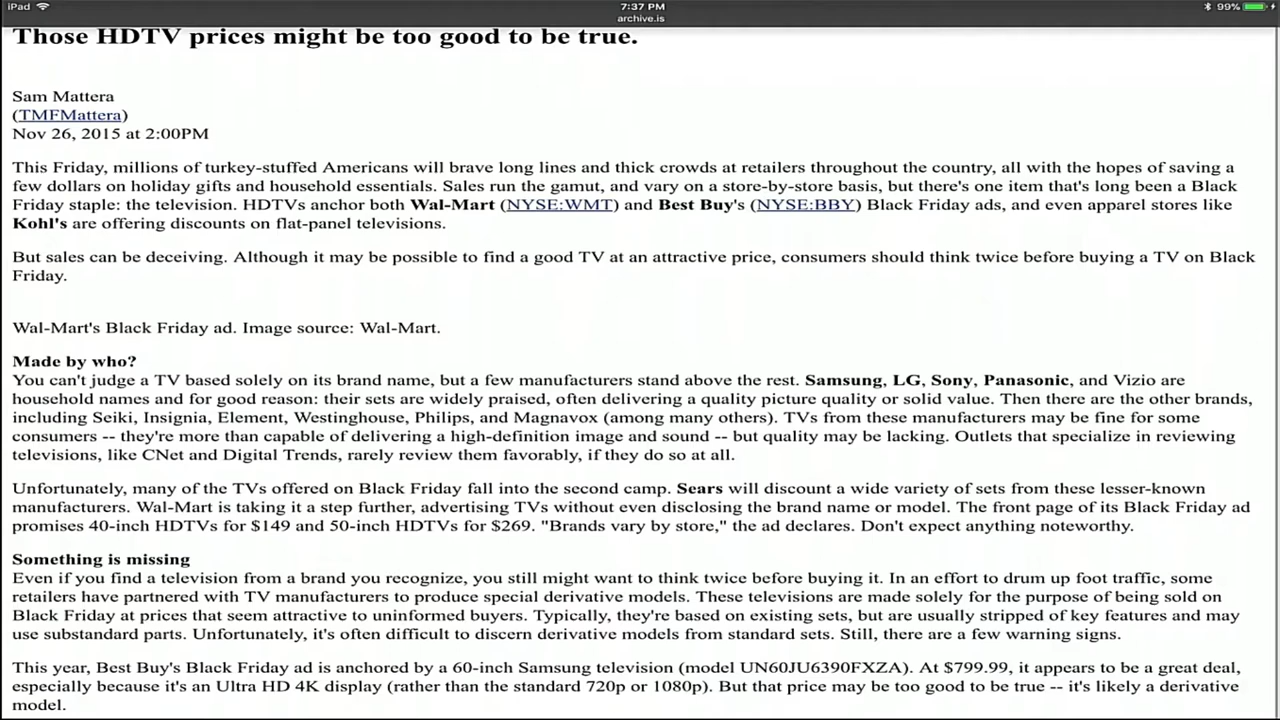 iPad
7:37 PM
99%
archive.is
Those HDTV prices might be too good to be true.
Sam Mattera
(TMFMattera)
Nov 26, 2015 at 2:00PM
This Friday, millions of turkey-stuffed Americans will brave long lines and thick crowds at retailers throughout the country, all with the hopes of saving a
few dollars on holiday gifts and household essentials. Sales run the gamut, and vary on a store-by-store basis, but there's one item that's long been a Black
Friday staple: the television. HDTVs anchor both Wal-Mart (NYSE:WMT) and Best Buy's (NYSE:BBY) Black Friday ads, and even apparel stores like
Kohl's are offering discounts on flat-panel televisions.
But sales can be deceiving. Although it may be possible to find a good TV at an attractive price, consumers should think twice before buying a TV on Black
Friday.
Wal-Mart's Black Friday ad. Image source: Wal-Mart.
Made by who?
You can't judge a TV based solely on its brand name, but a few manufacturers stand above the rest. Samsung, LG, Sony, Panasonic, and Vizio are
household names and for good reason: their sets are widely praised, often delivering a quality picture quality or solid value. Then there are the other brands,
including Seiki, Insignia, Element, Westinghouse, Philips, and Magnavox (among many others). TVs from these manufacturers may be fine for some
consumers -- they're more than capable of delivering a high-definition image and sound -- but quality may be lacking. Outlets that specialize in reviewing
televisions, like CNet and Digital Trends, rarely review them favorably, if they do so at all.
Unfortunately, many of the TVs offered on Black Friday fall into the second camp. Sears will discount a wide variety of sets from these lesser-known
manufacturers. Wal-Mart is taking it a step further, advertising TVs without even disclosing the brand name or model. The front page of its Black Friday ad
promises 40-inch HDTVs for $149 and 50-inch HDTVs for $269. "Brands vary by store," the ad declares. Don't expect anything noteworthy.
Something is missing
Even if you find a television from a brand you recognize, you still might want to think twice before buying it. In an effort to drum up foot traffic, some
retailers have partnered with TV manufacturers to produce special derivative models. These televisions are made solely for the purpose of being sold on
Black Friday at prices that seem attractive to uninformed buyers. Typically, they're based on existing sets, but are usually stripped of key features and may
use substandard parts. Unfortunately, it's often difficult to discern derivative models from standard sets. Still, there are a few warning signs.
This year, Best Buy's Black Friday ad is anchored by a 60-inch Samsung television (model UN60JU6390FXZA). At $799.99, it appears to be a great deal,
especially because it's an Ultra HD 4K display (rather than the standard 720p or 1080p). But that price may be too good to be true -- it's likely a derivative
model.